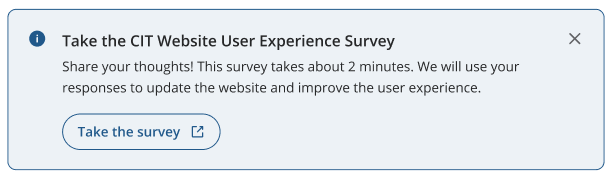 Take the CIT Website User Experience Survey
Share your thoughts! This survey takes about 2 minutes. We will use your
responses to update the website and improve the user experience.
Take the survey